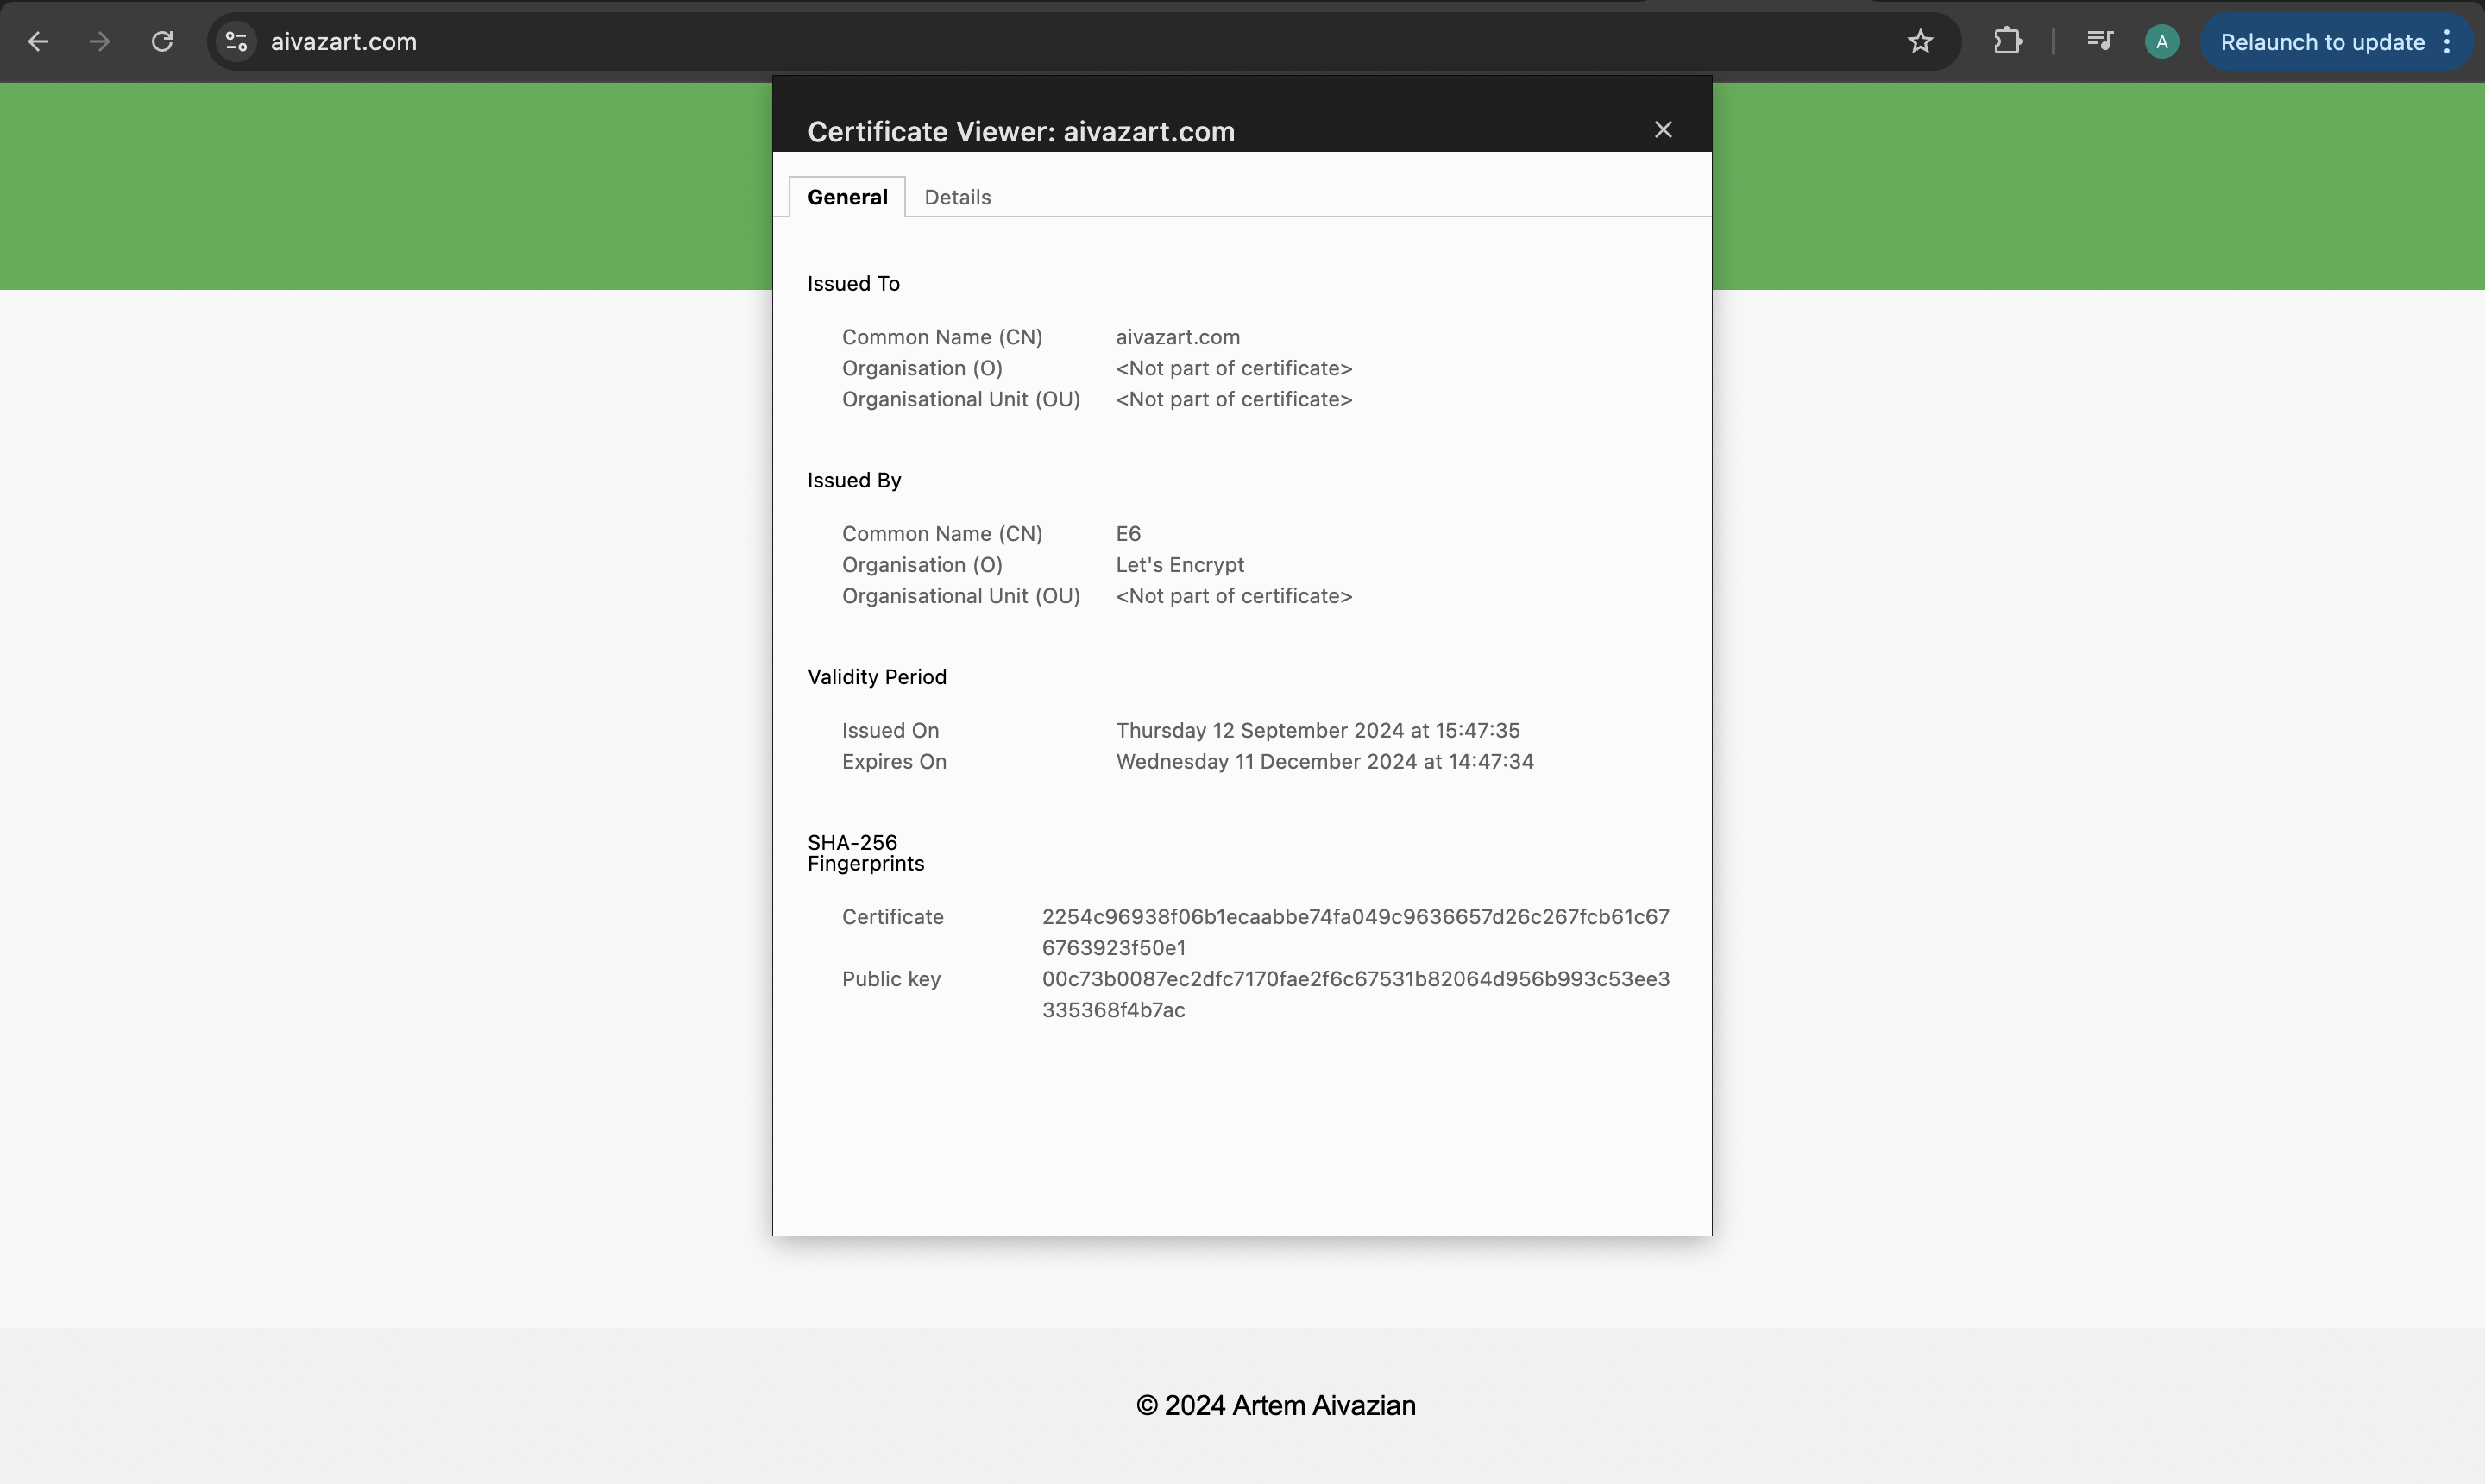 aivazart.com
A
Relaunch to update
Certificate Viewer: aivazart.com
General
Details
Issued To
Common Name (CN) aivazart.com
Organisation (O) <Not part of certificate>
Organisational Unit (OU) <Not part of certificate>
Issued By
Common Name (CN) E6
Organisation (O) Let's Encrypt
Organisational Unit (OU) <Not part of certificate>
Validity Period
Issued On Thursday 12 September 2024 at 15:47:35
Expires On Wednesday 11 December 2024 at 14:47:34
SHA-256
Fingerprints
Certificate 2254c96938f06b1ecaabbe74fa049c9636657d26c267fcb61c67
6763923f50e1
Public key 00c73b0087ec2dfc7170fae2f6c67531b82064d956b993c53ee3
335368f4b7ac
© 2024 Artem Aivazian